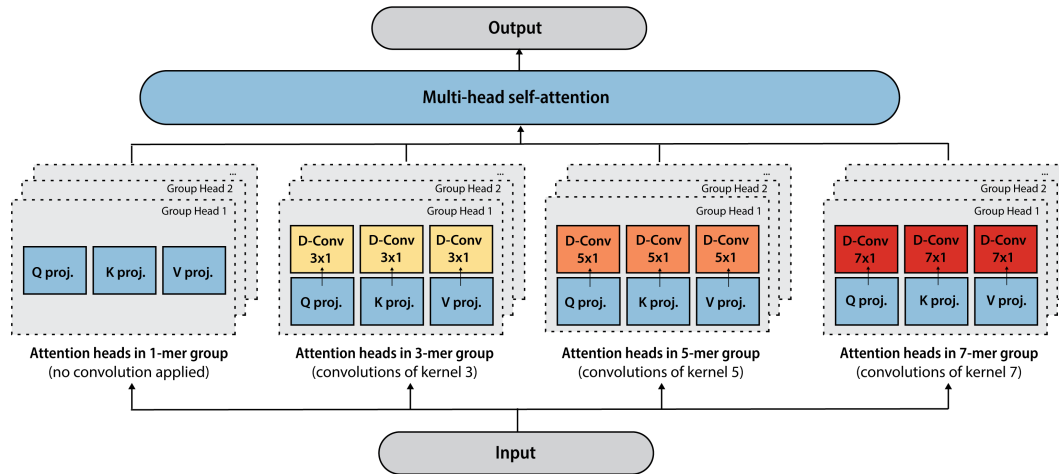 Output
Multi-head self-attention
...
Group Head 2
Group Head 1
Q proj. K proj. V proj.
Attention heads in 1-mer group
(no convolution applied)
...
Group Head 2
Group Head 1
D-Conv D-Conv D-Conv
3x1 3x1 3x1
Q proj. K proj. V proj.
Attention heads in 3-mer group
(convolutions of kernel 3)
...
Group Head 2
Group Head 1
D-Conv D-Conv D-Conv
5x1 5x1 5x1
Q proj. K proj. V proj.
Attention heads in 5-mer group
(convolutions of kernel 5)
...
Group Head 2
Group Head 1
D-Conv D-Conv D-Conv
7x1 7x1 7x1
Q proj. K proj. V proj.
Attention heads in 7-mer group
(convolutions of kernel 7)
Input